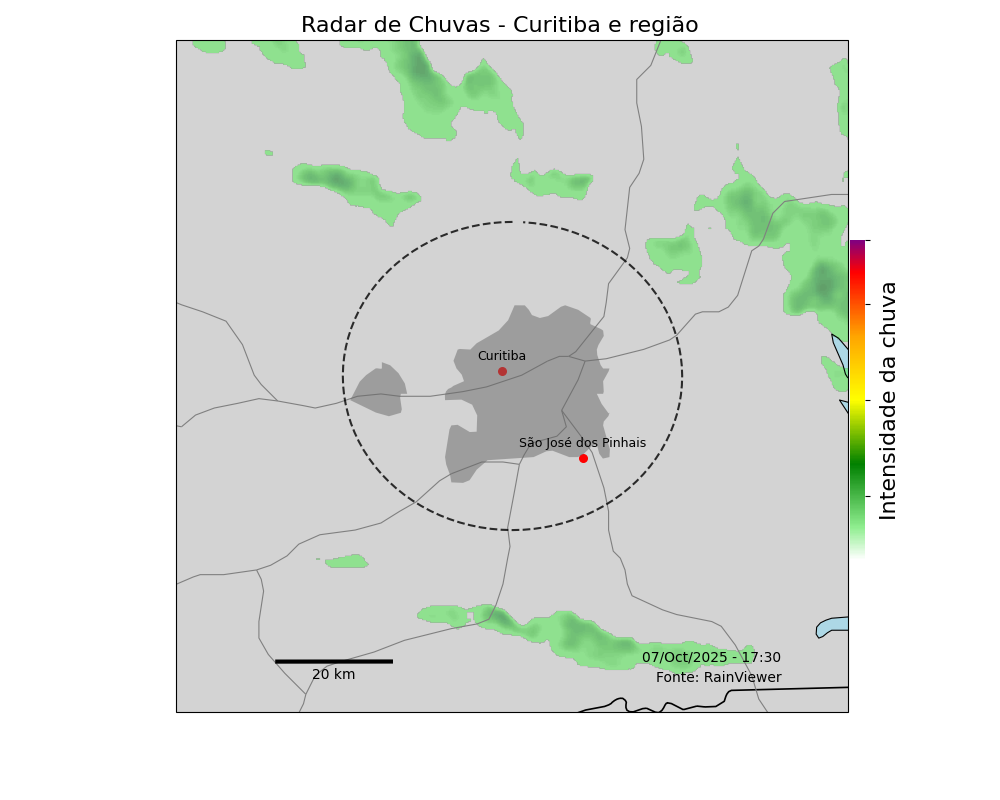 Radar de Chuvas - Curitiba e região
Curitiba
São José dos Pinhais
Intensidade da chuva
20 km
07/Oct/2025 - 17:30
Fonte: RainViewer